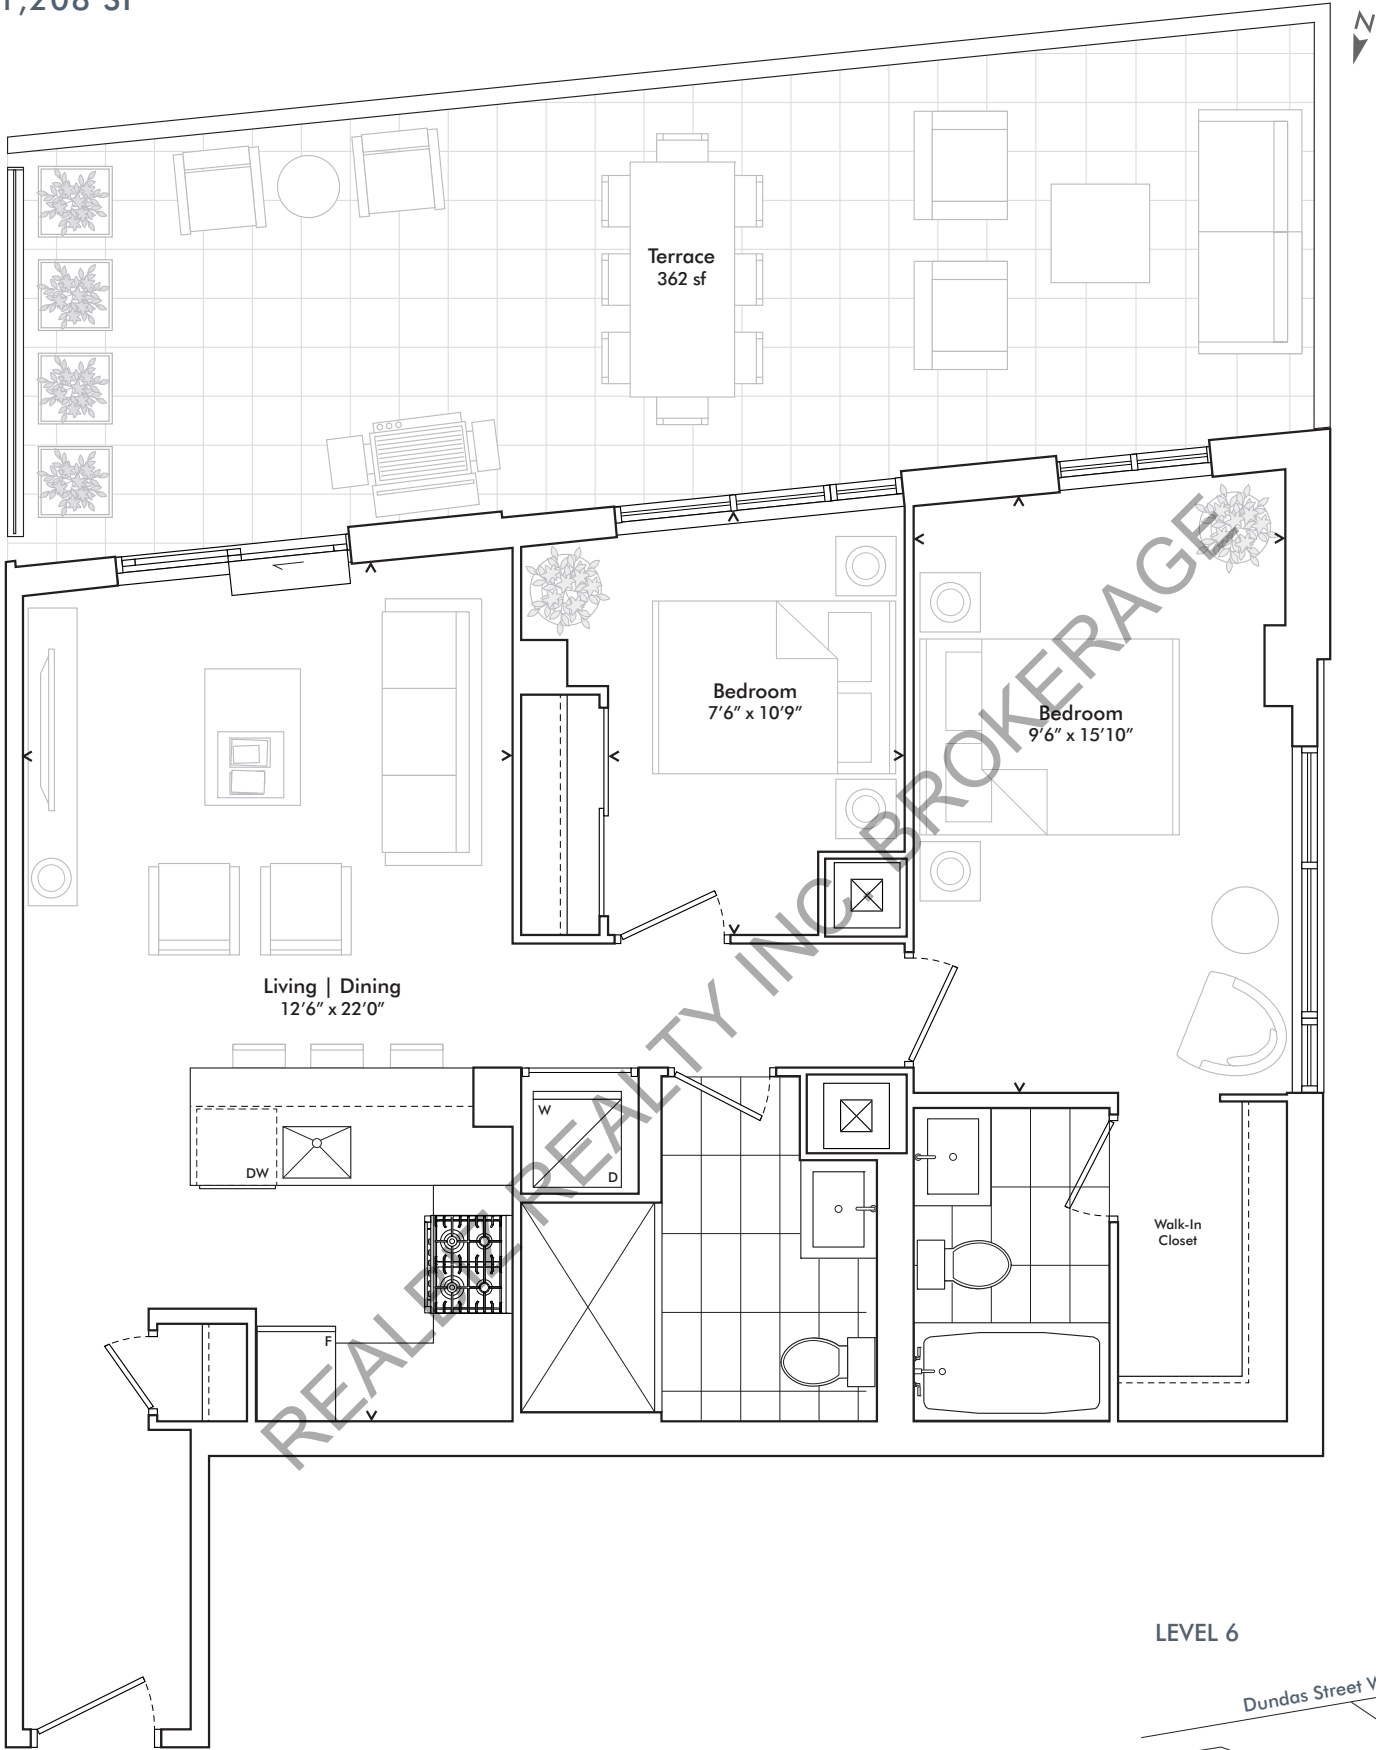 1,208 sf
N
Terrace
362 sf
Bedroom
7'6" x 10'9"
Bedroom
9'6" x 15'10"
Living | Dining
12'6" x 22'0"
W
D
DW
F
Walk-In
Closet
REALBIZ REALTY INC, BROKERAGE
LEVEL 6
Dundas Street W